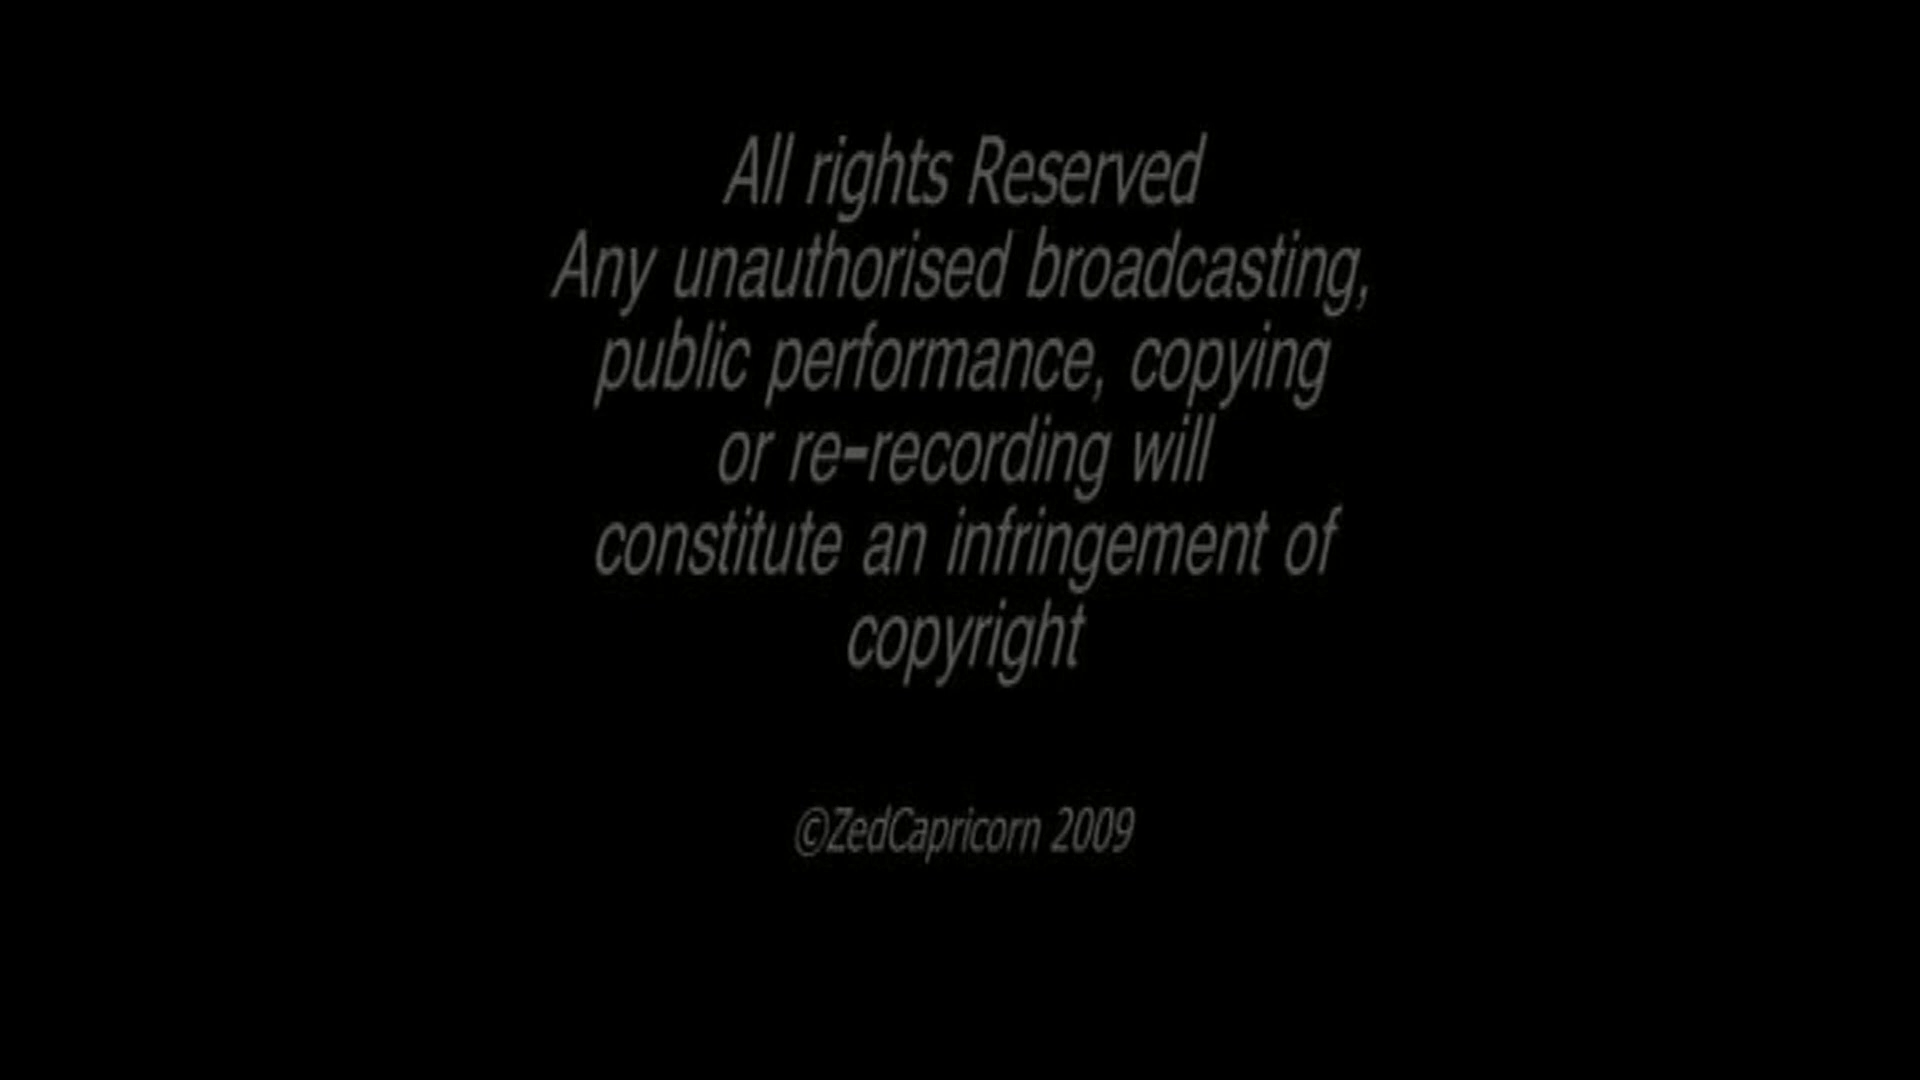 All rights Reserved
Any unauthorised broadcasting,
public performance, copying
or re-recording will
constitute an infringement of
copyright
©ZedCapricorn 2009